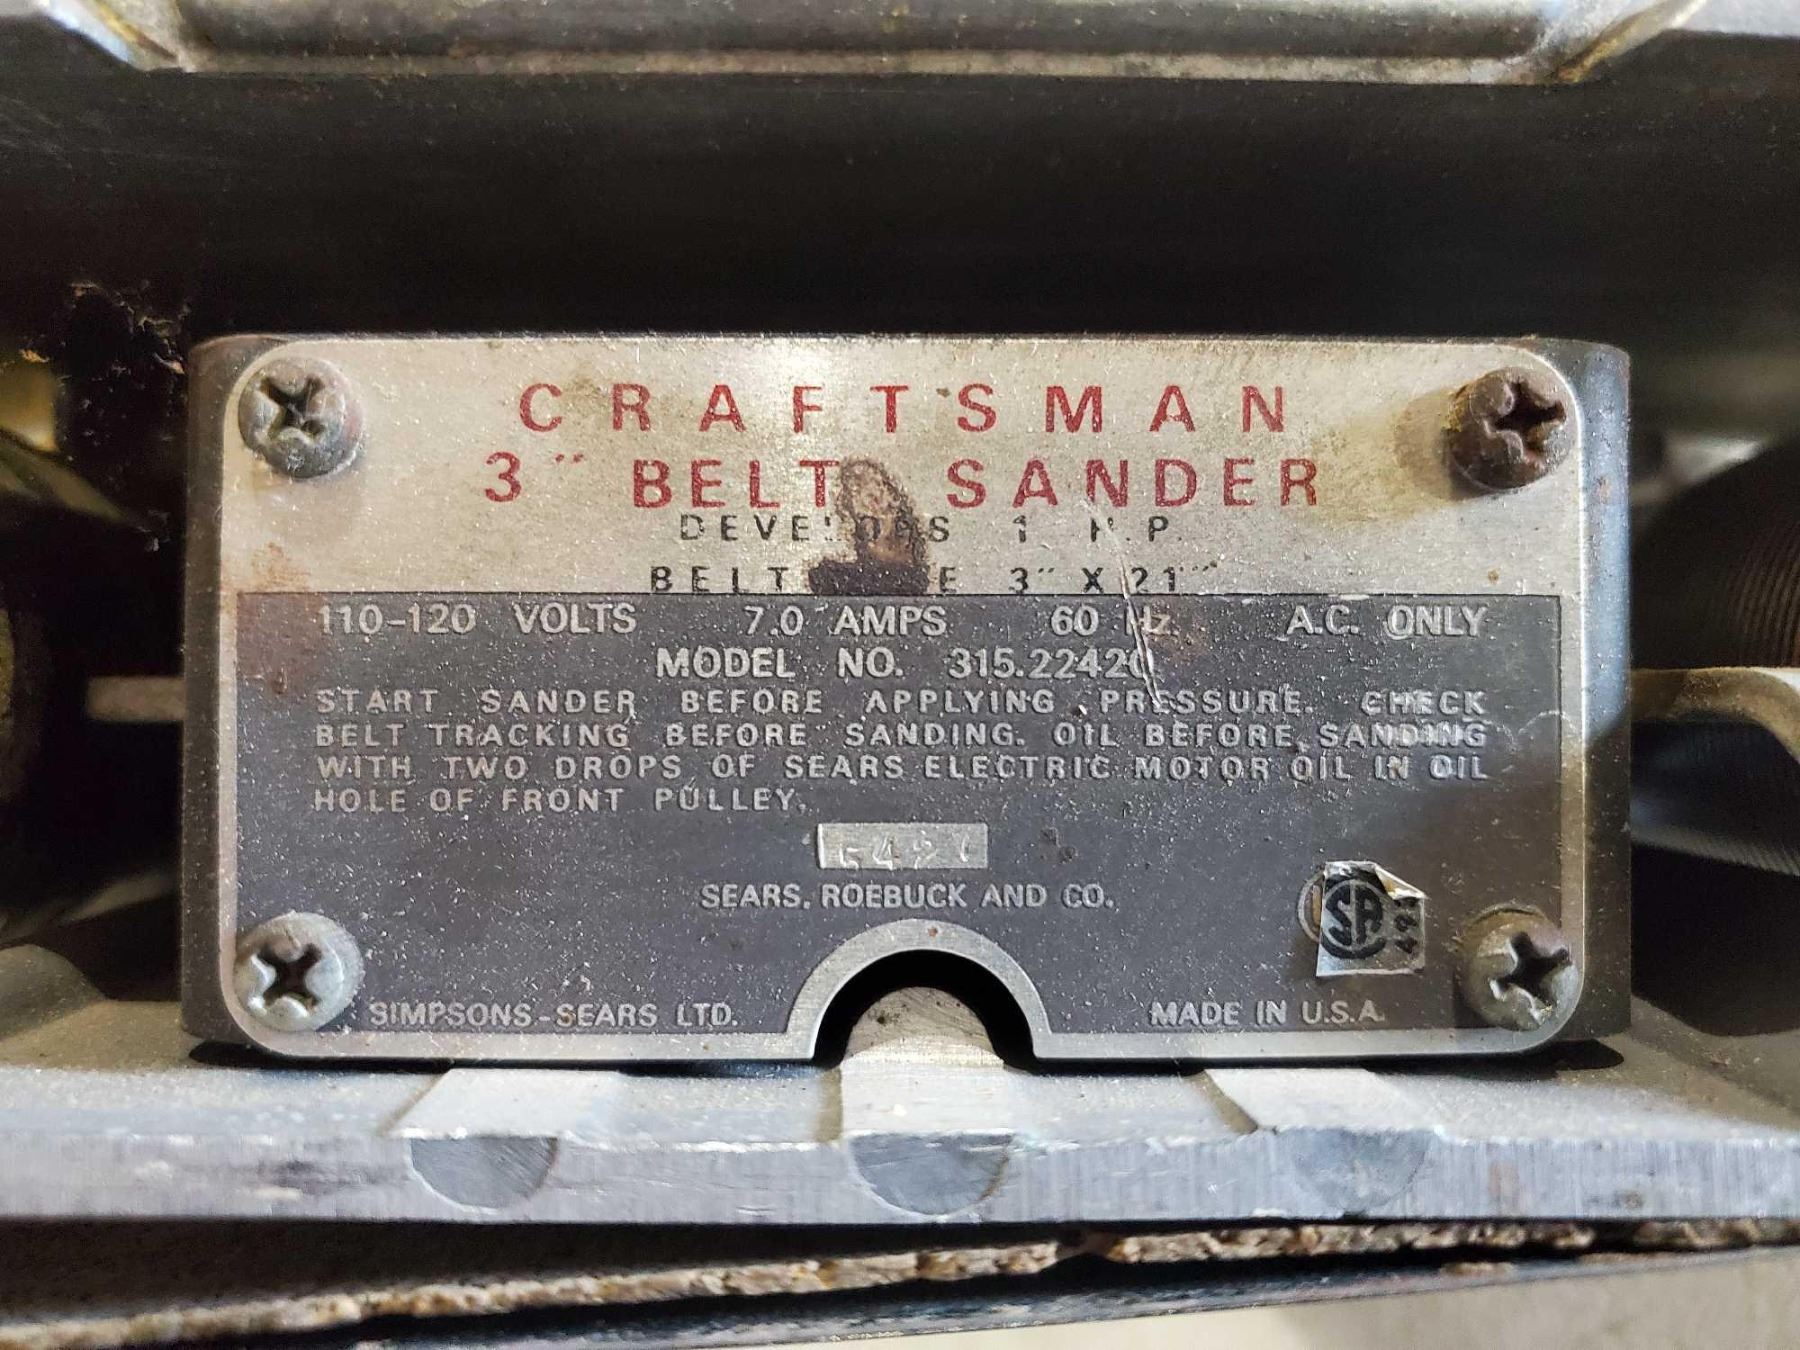 CRAFTSMAN
3" BELT SANDER
DEVELOPS 1 H.P.
BELT 3" X 21"
110-120 VOLTS 7.0 AMPS 60 Hz A.C. ONLY
MODEL NO. 315.22420
START SANDER BEFORE APPLYING PRESSURE. CHECK
BELT TRACKING BEFORE SANDING. OIL BEFORE SANDING
WITH TWO DROPS OF SEARS ELECTRIC MOTOR OIL IN OIL
HOLE OF FRONT PULLEY.
SEARS, ROEBUCK AND CO.
SA
SIMPSONS-SEARS LTD.
MADE IN U.S.A.